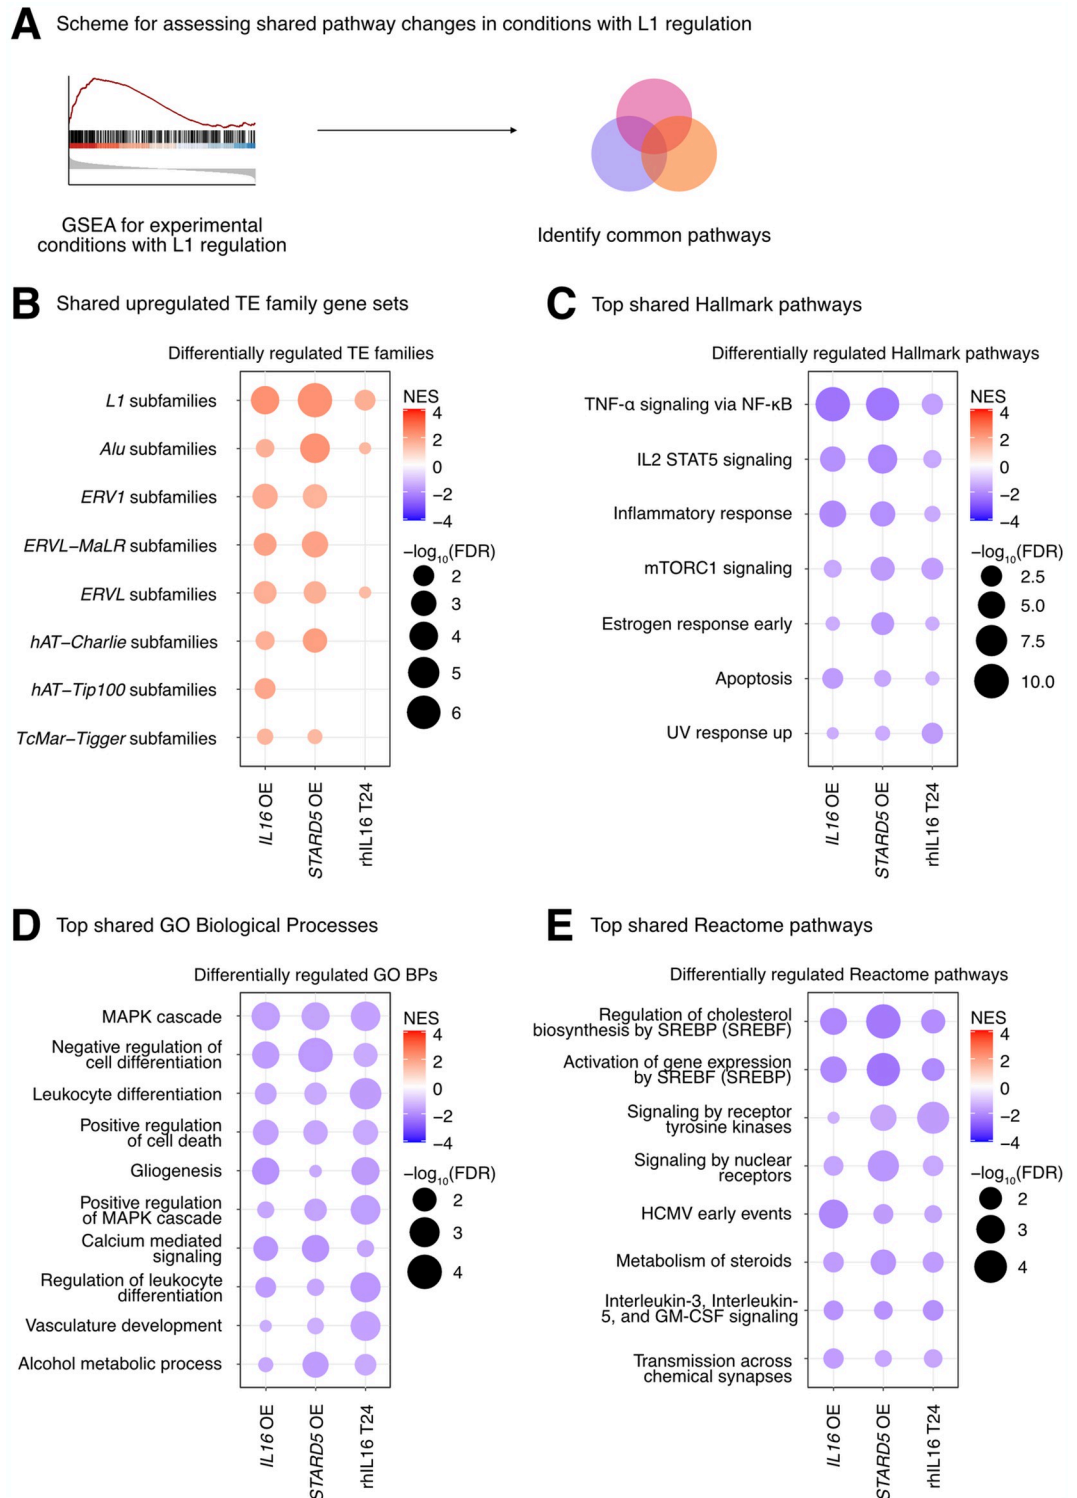 A Scheme for assessing shared pathway changes in conditions with L1 regulation
GSEA for experimental
conditions with L1 regulation
Identify common pathways
B Shared upregulated TE family gene sets
Differentially regulated TE families
L1 subfamilies
Alu subfamilies
ERV1 subfamilies
ERVL−MaLR subfamilies
ERVL subfamilies
hAT−Charlie subfamilies
hAT−Tip100 subfamilies
TcMar−Tigger subfamilies
IL16 OE
STARD5 OE
rhIL16 T24
NES
4
2
0
−2
−4
−log10(FDR)
2
3
4
5
6
C Top shared Hallmark pathways
Differentially regulated Hallmark pathways
TNF-α signaling via NF-κB
IL2 STAT5 signaling
Inflammatory response
mTORC1 signaling
Estrogen response early
Apoptosis
UV response up
IL16 OE
STARD5 OE
rhIL16 T24
NES
4
2
0
−2
−4
−log10(FDR)
2.5
5.0
7.5
10.0
D Top shared GO Biological Processes
Differentially regulated GO BPs
MAPK cascade
Negative regulation of
cell differentiation
Leukocyte differentiation
Positive regulation
of cell death
Gliogenesis
Positive regulation
of MAPK cascade
Calcium mediated
signaling
Regulation of leukocyte
differentiation
Vasculature development
Alcohol metabolic process
IL16 OE
STARD5 OE
rhIL16 T24
NES
4
2
0
−2
−4
−log10(FDR)
2
3
4
E Top shared Reactome pathways
Differentially regulated Reactome pathways
Regulation of cholesterol
biosynthesis by SREBP (SREBF)
Activation of gene expression
by SREBF (SREBP)
Signaling by receptor
tyrosine kinases
Signaling by nuclear
receptors
HCMV early events
Metabolism of steroids
Interleukin-3, Interleukin-
5, and GM-CSF signaling
Transmission across
chemical synapses
IL16 OE
STARD5 OE
rhIL16 T24
NES
4
2
0
−2
−4
−log10(FDR)
2
3
4